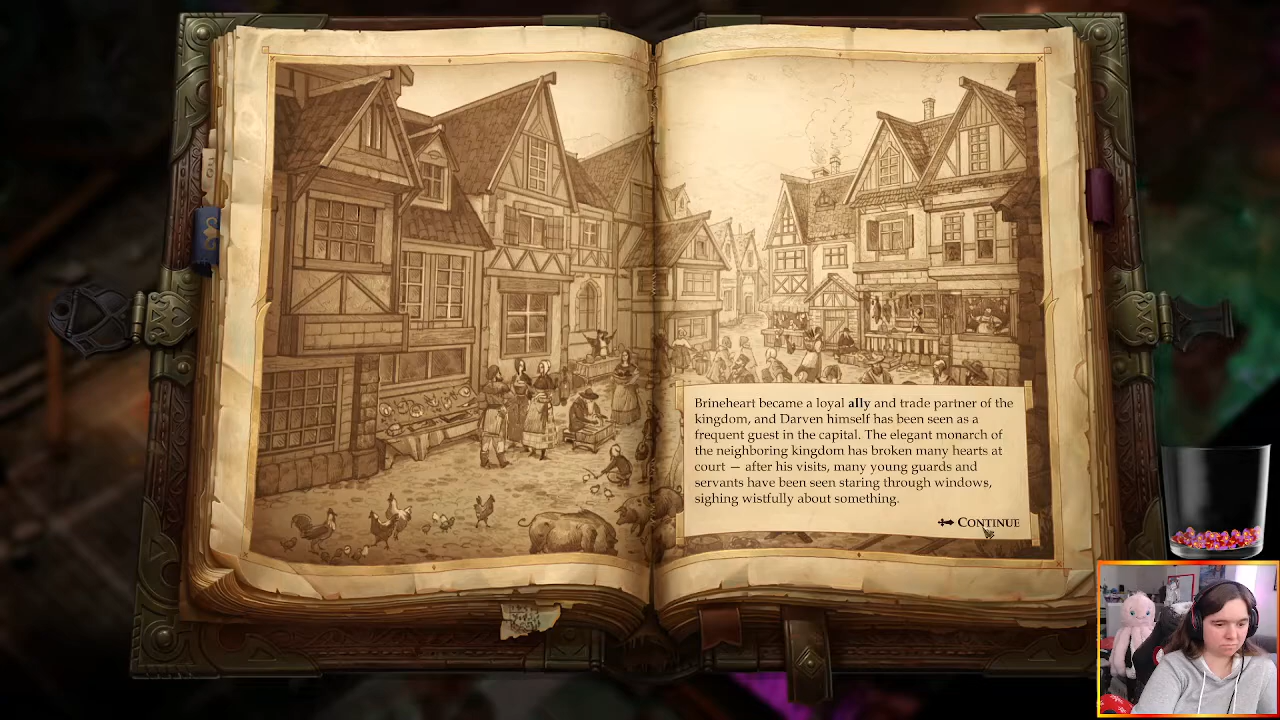 Brineheart became a loyal ally and trade partner of the
kingdom, and Darven himself has been seen as a
frequent guest in the capital. The elegant monarch of
the neighboring kingdom has broken many hearts at
court — after his visits, many young guards and
servants have been seen staring through windows,
sighing wistfully about something.
CONTINUE